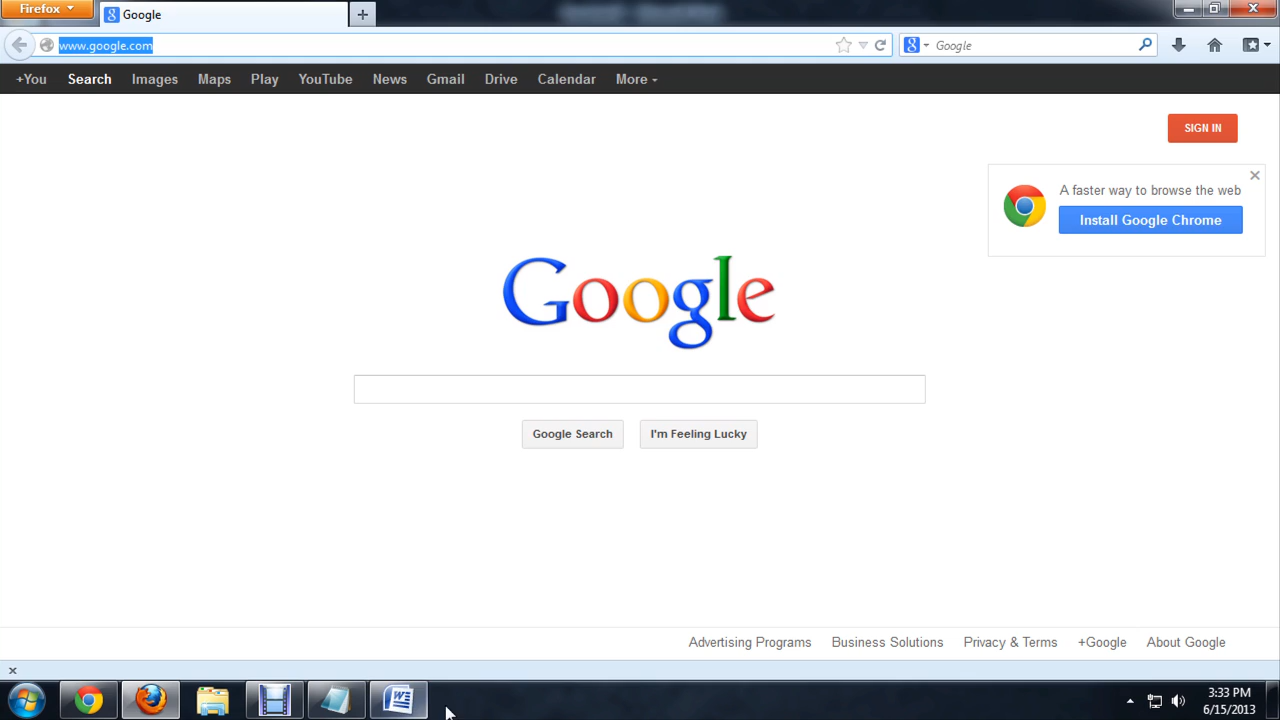 Firefox
Google
www.google.com
Google
+You Search Images Maps Play YouTube News Gmail Drive Calendar More
SIGN IN
A faster way to browse the web
Install Google Chrome
Google
Google Search I'm Feeling Lucky
Advertising Programs Business Solutions Privacy & Terms +Google About Google
3:33 PM
6/15/2013